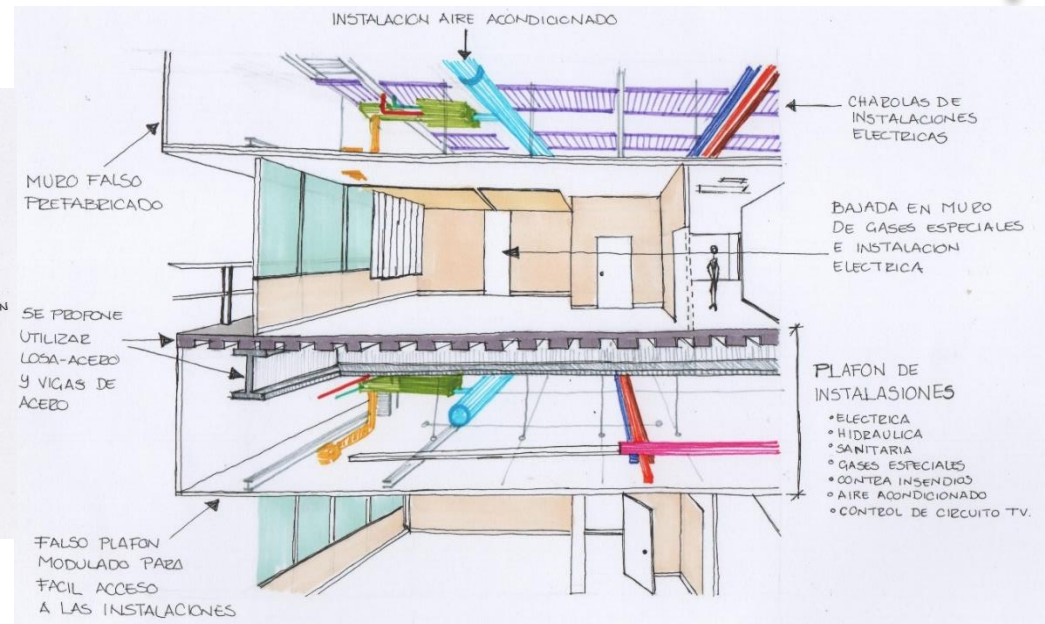 INSTALACION AIRE ACONDICIONADO
CHAROLAS DE
INSTALACIONES
ELECTRICAS
MURO FALSO
PREFABRICADO
BAJADA EN MURO
DE GASES ESPECIALES
E INSTALACION
ELECTRICA
N
SE PROPONE
UTILIZAR
LOSA-ACERO
y VIGAS DE
ACERO
PLAFON DE
INSTALASIONES
• ELECTRICA
• HIDRAULICA
• SANITARIA
• GASES ESPECIALES
• CONTRA INSENDIOS
• AIRE ACONDICIONADO
• CONTROL DE CIRCUITO TV.
FALSO PLAFON
MODULADO PARA
FACIL ACCESO
A LAS INSTALACIONES